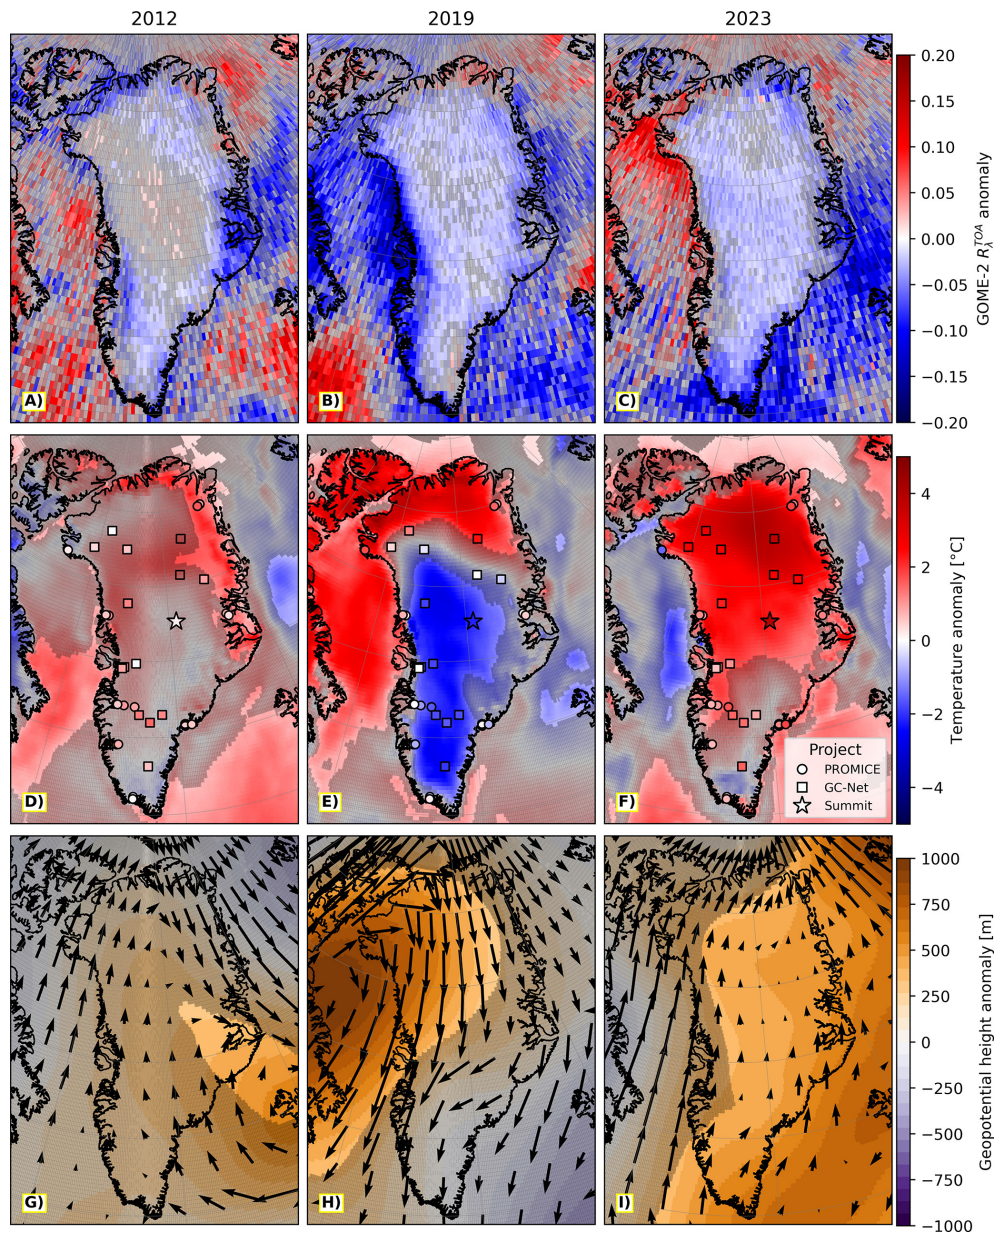 2012
2019
2023
0.20
0.15
0.10
0.05
0.00
−0.05
−0.10
−0.15
−0.20
GOME-2 R_λ^TOA anomaly
A)
B)
C)
4
2
0
−2
−4
Temperature anomaly [°C]
Project
PROMICE
GC-Net
Summit
D)
E)
F)
1000
750
500
250
0
−250
−500
−750
−1000
Geopotential height anomaly [m]
G)
H)
I)